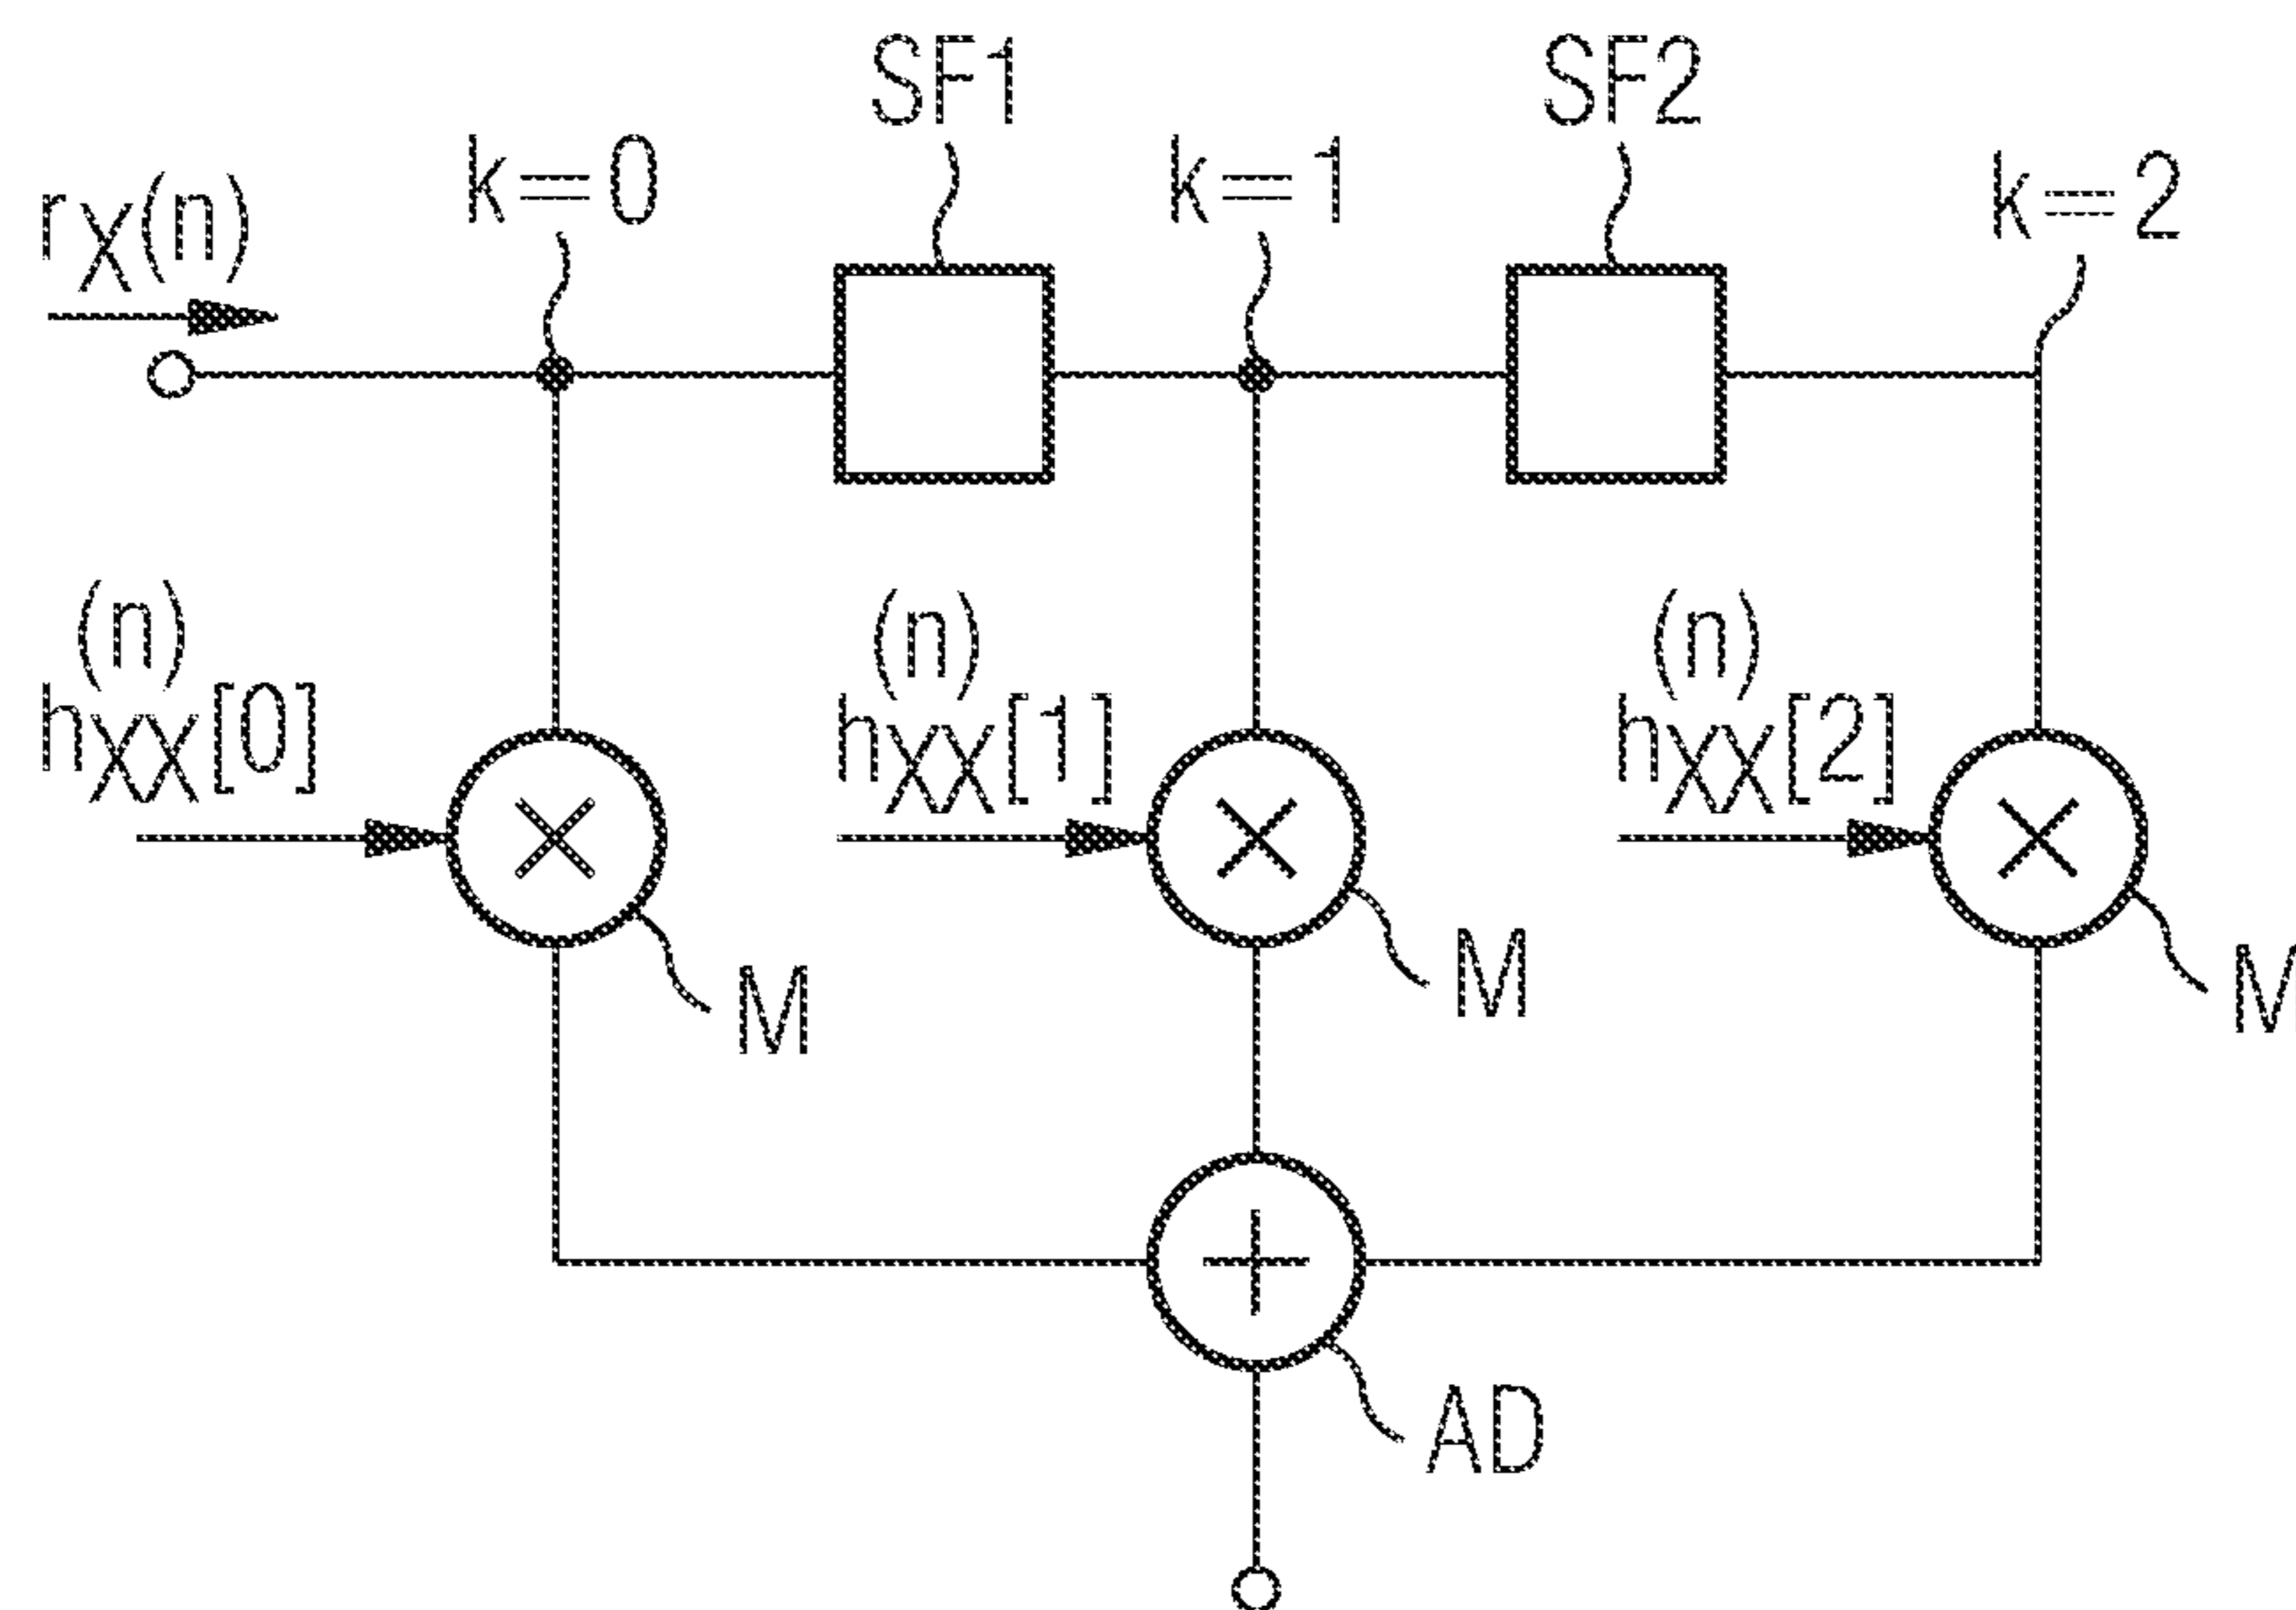 SF1
SF2
k=0
k=1
k=2
rX(n)
(n)
hXX[0]
(n)
hXX[1]
(n)
hXX[2]
×
×
×
M
M
M
+
AD